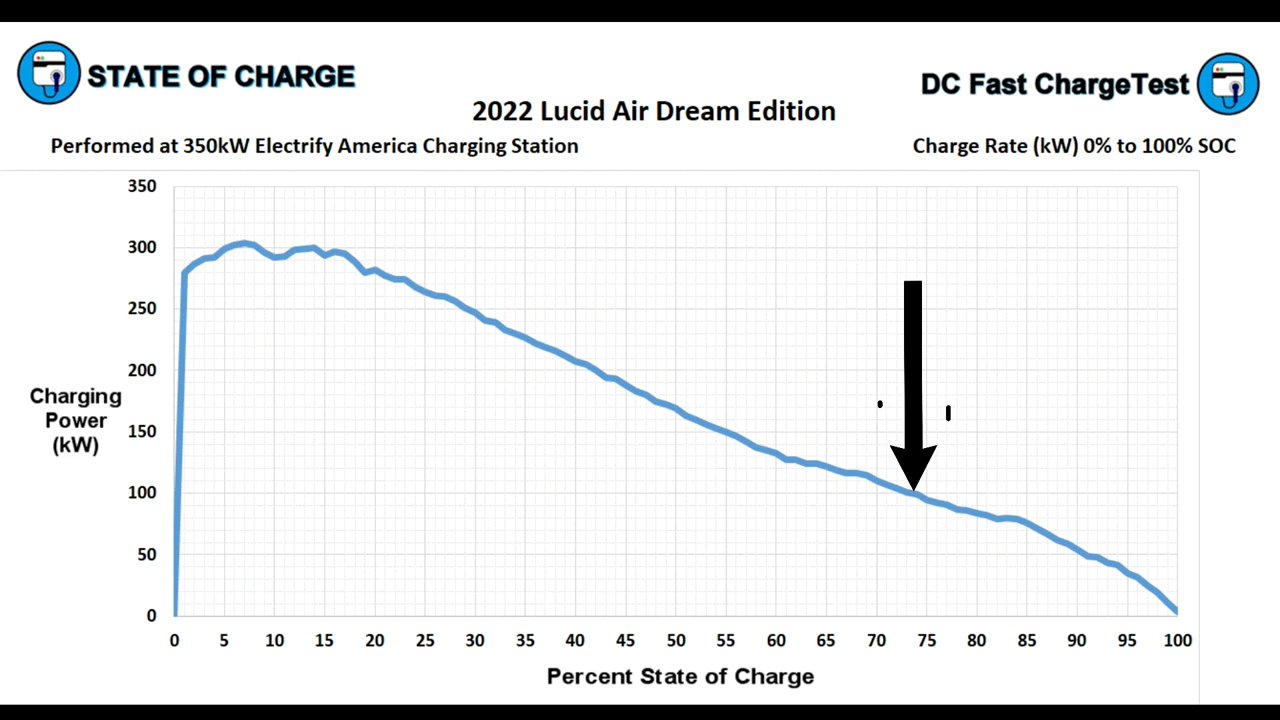 STATE OF CHARGE
DC Fast ChargeTest
2022 Lucid Air Dream Edition
Performed at 350kW Electrify America Charging Station
Charge Rate (kW) 0% to 100% SOC
350
300
250
200
150
100
50
0
Charging
Power
(kW)
0 5 10 15 20 25 30 35 40 45 50 55 60 65 70 75 80 85 90 95 100
Percent State of Charge